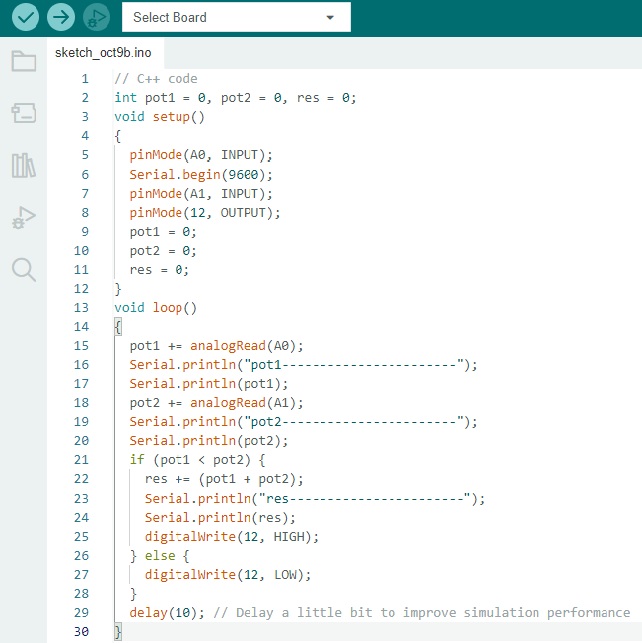 Select Board
sketch_oct9b.ino
1 // C++ code
2 int pot1 = 0, pot2 = 0, res = 0;
3 void setup()
4 {
5 pinMode(A0, INPUT);
6 Serial.begin(9600);
7 pinMode(A1, INPUT);
8 pinMode(12, OUTPUT);
9 pot1 = 0;
10 pot2 = 0;
11 res = 0;
12 }
13 void loop()
14 {
15 pot1 += analogRead(A0);
16 Serial.println("pot1-----------------------");
17 Serial.println(pot1);
18 pot2 += analogRead(A1);
19 Serial.println("pot2-----------------------");
20 Serial.println(pot2);
21 if (pot1 < pot2) {
22 res += (pot1 + pot2);
23 Serial.println("res-----------------------");
24 Serial.println(res);
25 digitalWrite(12, HIGH);
26 } else {
27 digitalWrite(12, LOW);
28 }
29 delay(10); // Delay a little bit to improve simulation performance
30 }